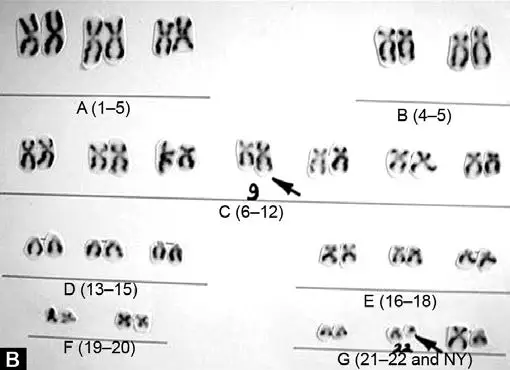 A (1–5)
B (4–5)
9
C (6–12)
D (13–15)
E (16–18)
F (19–20)
22
G (21–22 and NY)
B